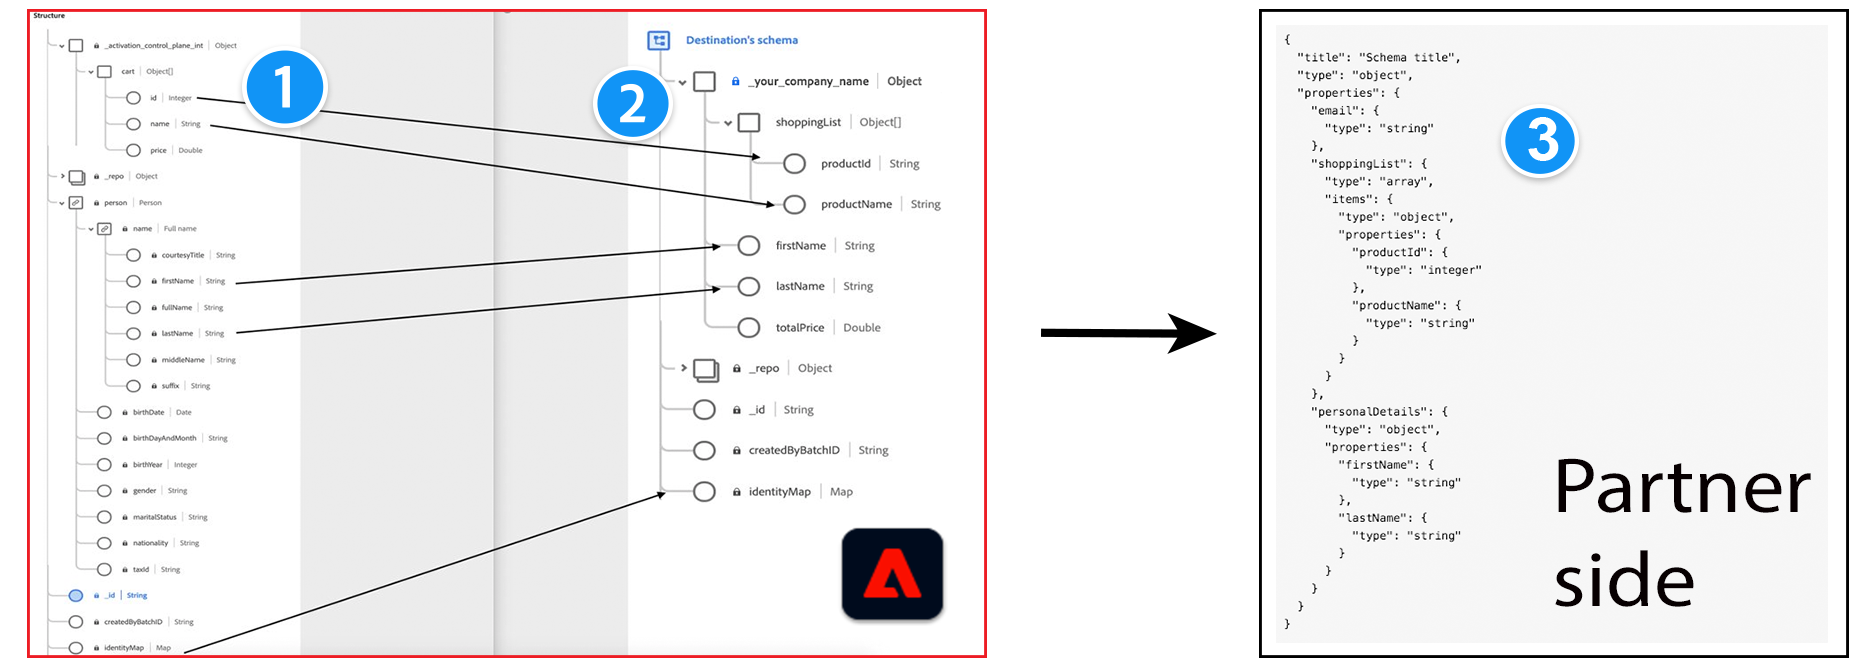 Structure
_activation_control_plane_int | Object
cart | Object[]
id | Integer
name | String
price | Double
_repo | Object
person | Person
name | Full name
courtesyTitle | String
firstName | String
fullName | String
lastName | String
middleName | String
suffix | String
birthDate | Date
birthDayAndMonth | String
birthYear | Integer
gender | String
maritalStatus | String
nationality | String
taxId | String
_id | String
createdByBatchID | String
identityMap | Map
1
2
Destination's schema
_your_company_name | Object
shoppingList | Object[]
productId | String
productName | String
firstName | String
lastName | String
totalPrice | Double
_repo | Object
_id | String
createdByBatchID | String
identityMap | Map
3
{
"title": "Schema title",
"type": "object",
"properties": {
"email": {
"type": "string"
},
"shoppingList": {
"type": "array",
"items": {
"type": "object",
"properties": {
"productId": {
"type": "integer"
},
"productName": {
"type": "string"
}
}
}
},
"personalDetails": {
"type": "object",
"properties": {
"firstName": {
"type": "string"
},
"lastName": {
"type": "string"
}
}
}
}
}
Partner
side